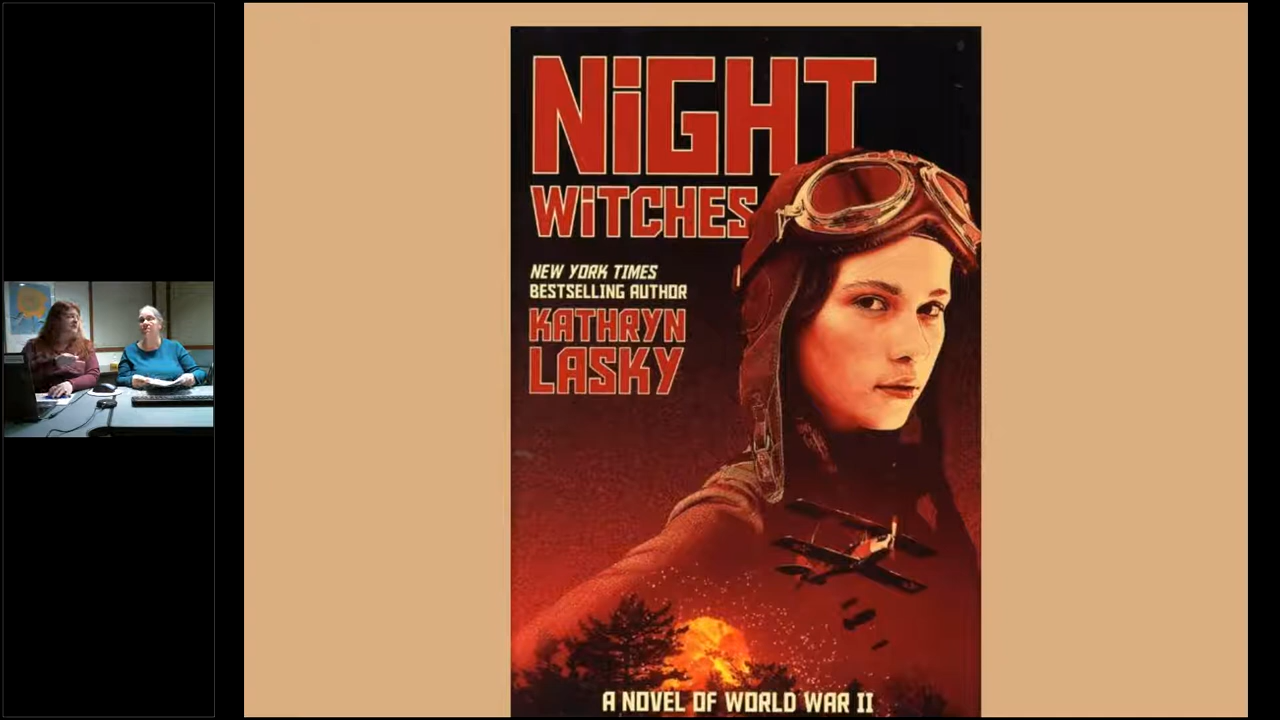 NiGHT
WiTCHES
NEW YORK TIMES
BESTSELLING AUTHOR
KATHRYN
LASKY
A NOVEL OF WORLD WAR II